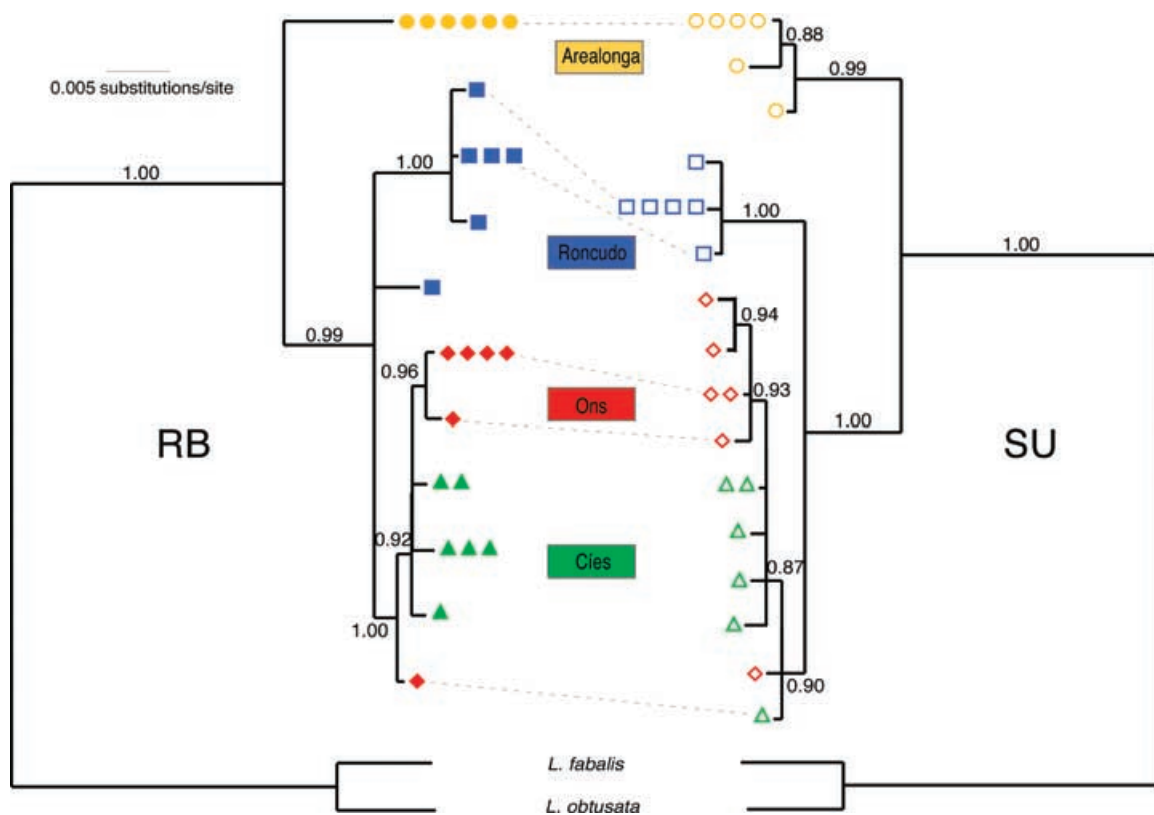 0.88
Arealonga
0.99
0.005 substitutions/site
1.00
1.00
1.00
Roncudo
1.00
0.94
0.99
0.96
0.93
Ons
RB
1.00
SU
0.92
Cíes
0.87
1.00
0.90
L. fabalis
L. obtusata